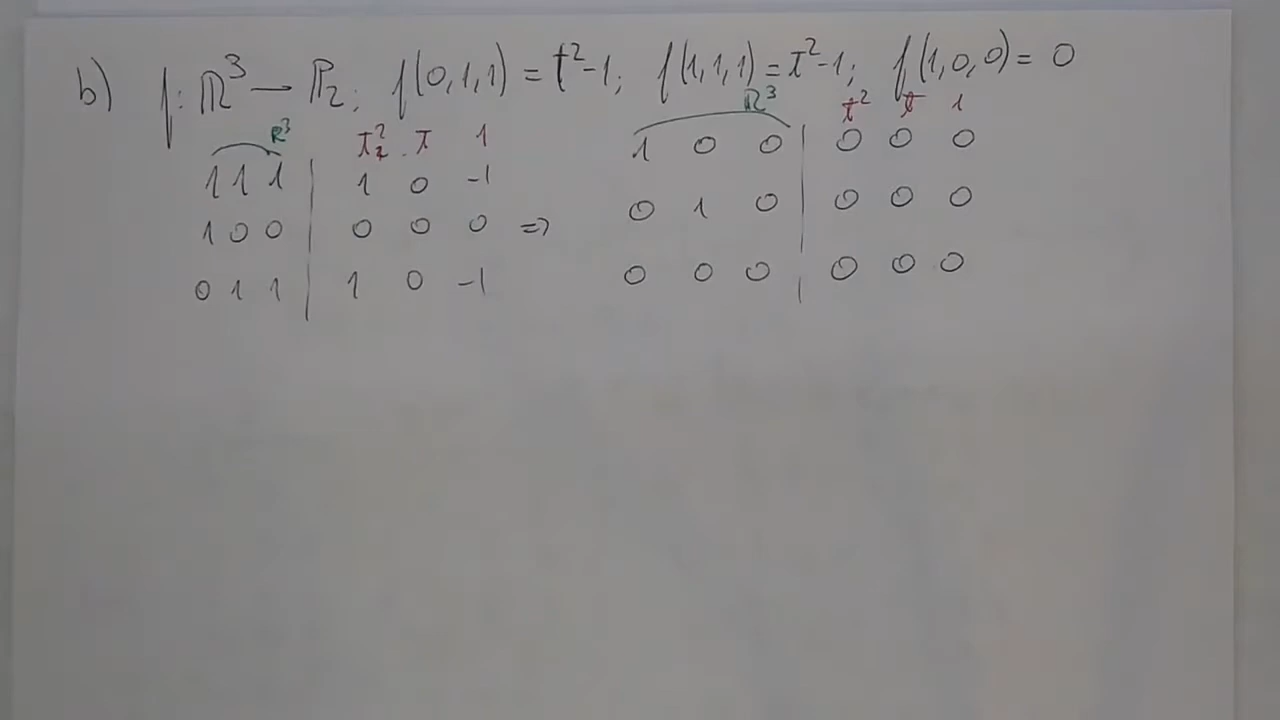 b) f: ℝ³ → P₂; f(0,1,1) = t²-1; f(1,1,1) = t²-1; f(1,0,0) = 0
ℝ³ t² t 1
1 1 1 | 1 0 -1
1 0 0 | 0 0 0 =>
0 1 1 | 1 0 -1
ℝ³ t² t 1
1 0 0 | 0 0 0
0 1 0 | 0 0 0
0 0 0 | 0 0 0